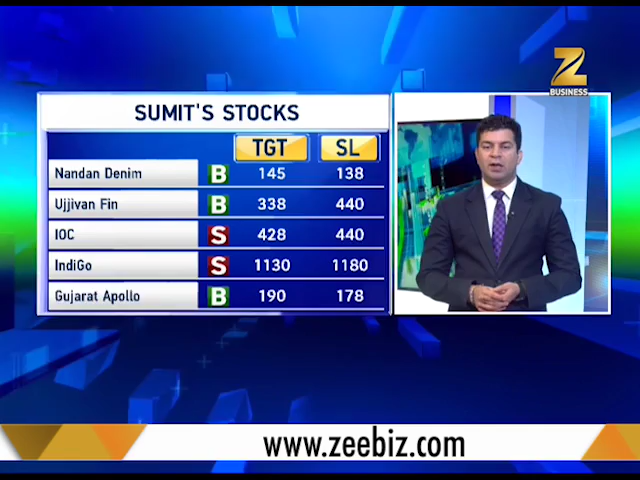 Z
BUSINESS
SUMIT'S STOCKS
TGT SL
Nandan Denim B 145 138
Ujjivan Fin B 338 440
IOC S 428 440
IndiGo S 1130 1180
Gujarat Apollo B 190 178
www.zeebiz.com